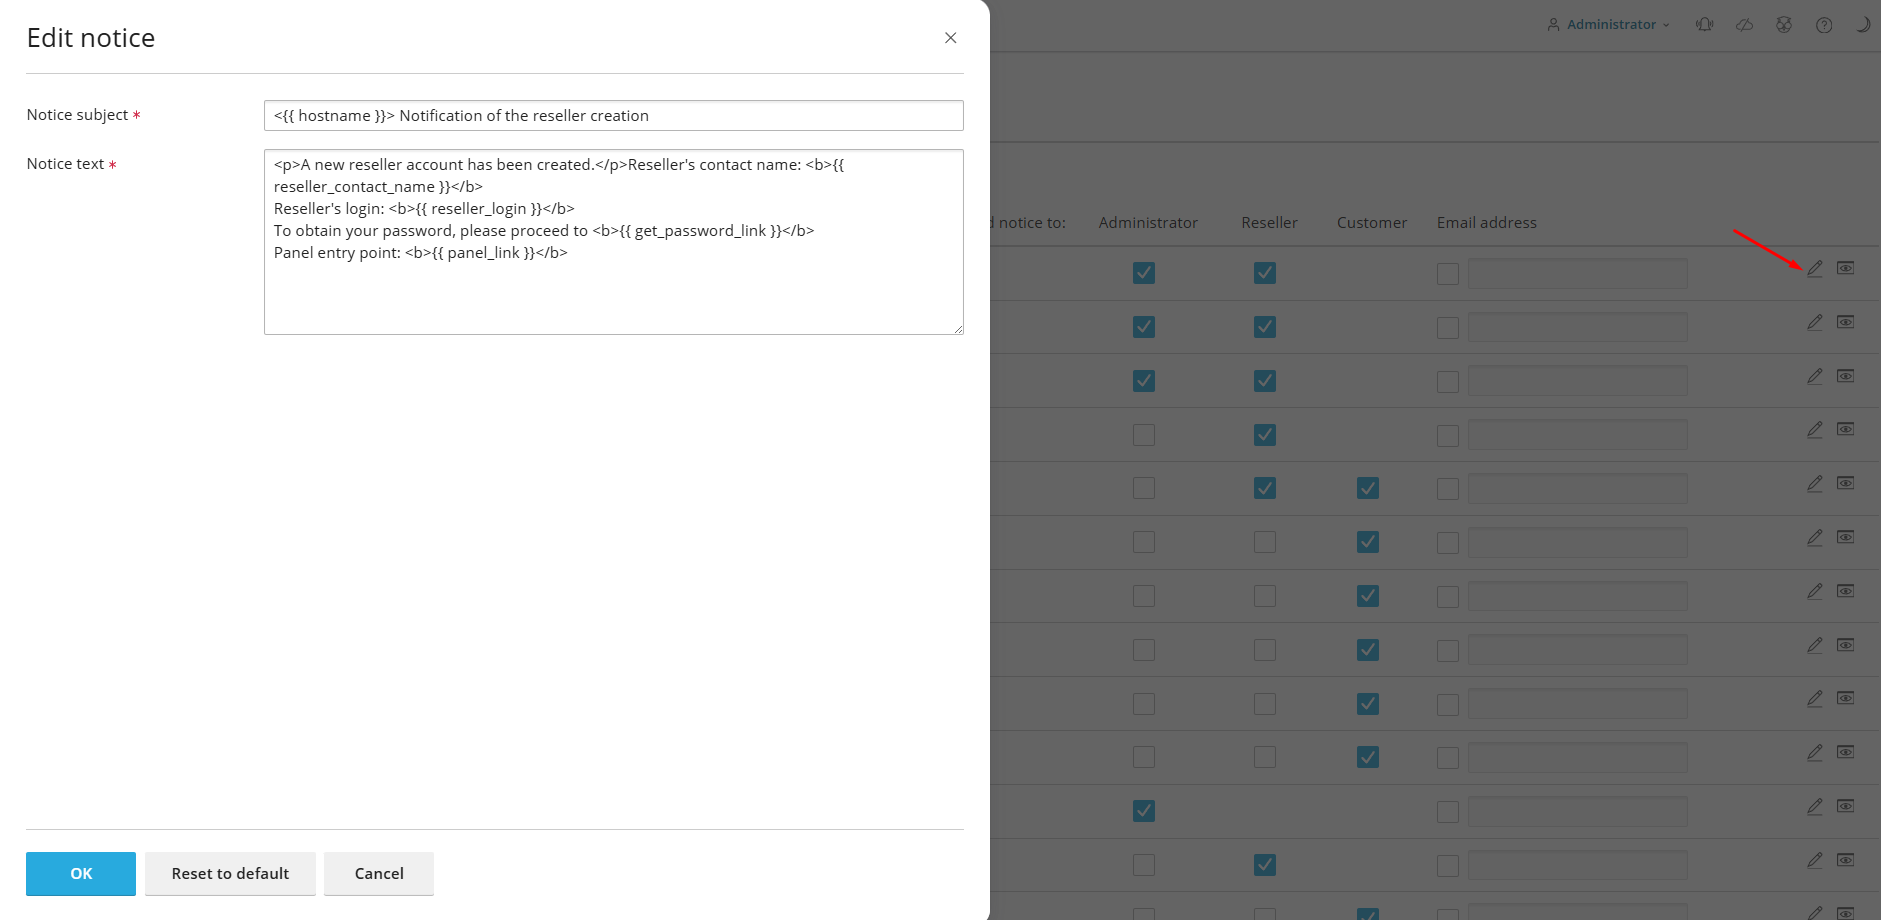 Edit notice
Administrator
Notice subject *
<{{ hostname }}> Notification of the reseller creation
Notice text *
<p>A new reseller account has been created.</p>Reseller's contact name: <b>{{
reseller_contact_name }}</b>
Reseller's login: <b>{{ reseller_login }}</b>
To obtain your password, please proceed to <b>{{ get_password_link }}</b>
Panel entry point: <b>{{ panel_link }}</b>
notice to: Administrator Reseller Customer Email address
OK Reset to default Cancel